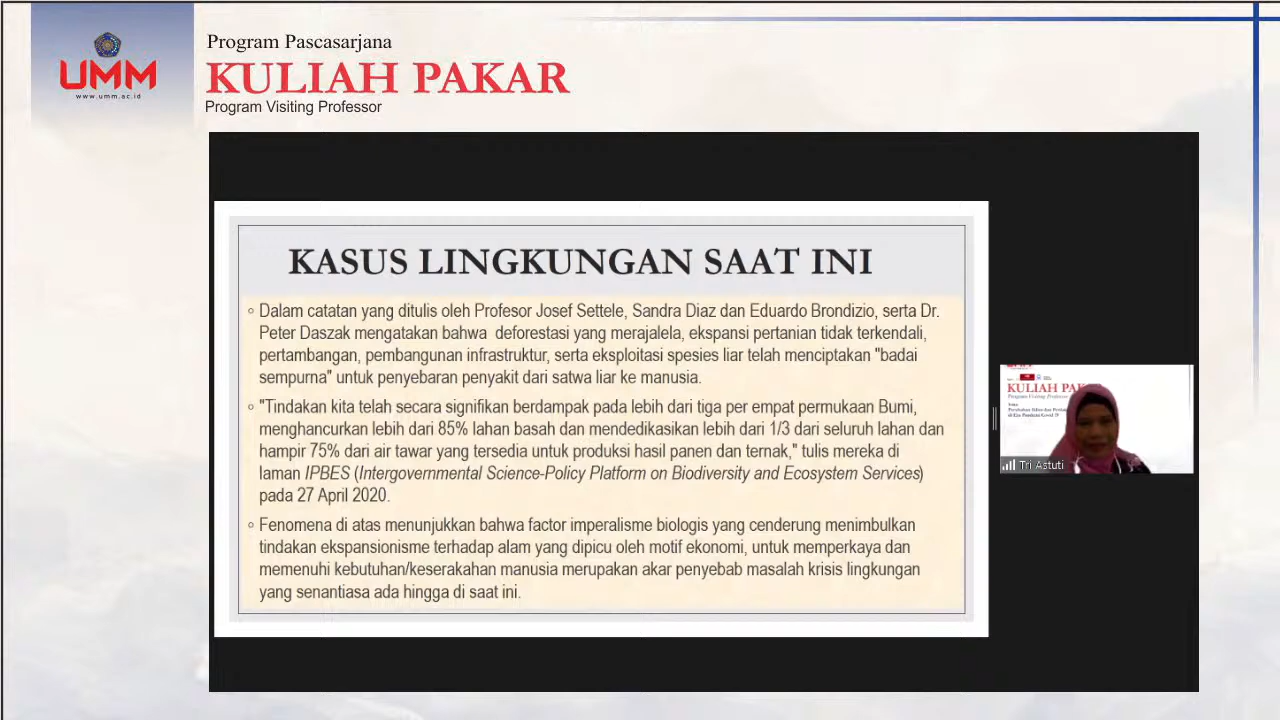 UMM
www.umm.ac.id
Program Pascasarjana
KULIAH PAKAR
Program Visiting Professor
KASUS LINGKUNGAN SAAT INI
◦ Dalam catatan yang ditulis oleh Profesor Josef Settele, Sandra Diaz dan Eduardo Brondizio, serta Dr.
Peter Daszak mengatakan bahwa deforestasi yang merajalela, ekspansi pertanian tidak terkendali,
pertambangan, pembangunan infrastruktur, serta eksploitasi spesies liar telah menciptakan "badai
sempurna" untuk penyebaran penyakit dari satwa liar ke manusia.
◦ "Tindakan kita telah secara signifikan berdampak pada lebih dari tiga perempat permukaan Bumi,
menghancurkan lebih dari 85% lahan basah dan mendedikasikan lebih dari 1/3 dari seluruh lahan dan
hampir 75% dari air tawar yang tersedia untuk produksi hasil panen dan ternak," tulis mereka di
laman IPBES (Intergovernmental Science-Policy Platform on Biodiversity and Ecosystem Services)
pada 27 April 2020.
◦ Fenomena di atas menunjukkan bahwa factor imperalisme biologis yang cenderung menimbulkan
tindakan ekspansionisme terhadap alam yang dipicu oleh motif ekonomi, untuk memperkaya dan
memenuhi kebutuhan/keserakahan manusia merupakan akar penyebab masalah krisis lingkungan
yang senantiasa ada hingga di saat ini.
KULIAH PAK
Program Visiting Professor
Tri Astuti